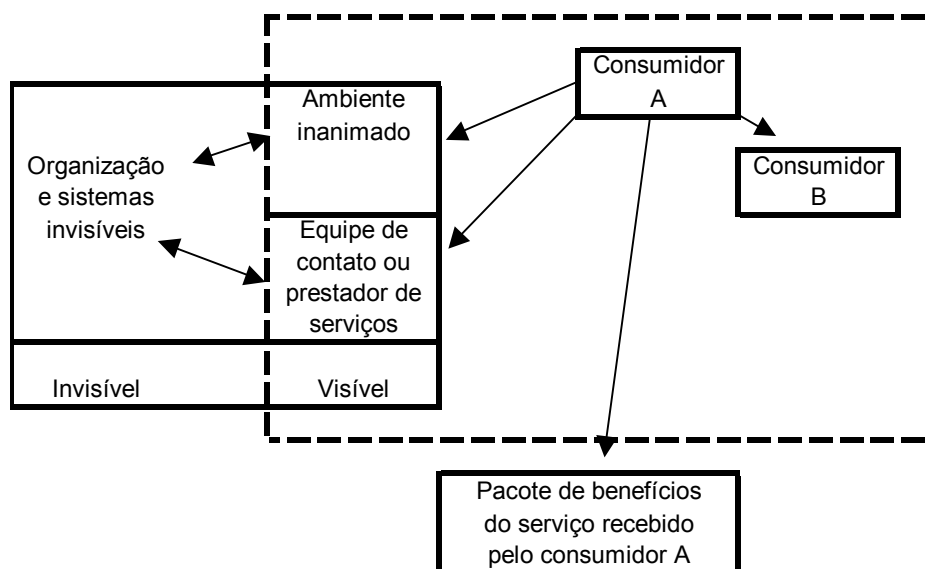 Consumidor
A
Ambiente
inanimado
Organização
e sistemas
invisíveis
Consumidor
B
Equipe de
contato ou
prestador de
serviços
Invisível
Visível
Pacote de benefícios
do serviço recebido
pelo consumidor A